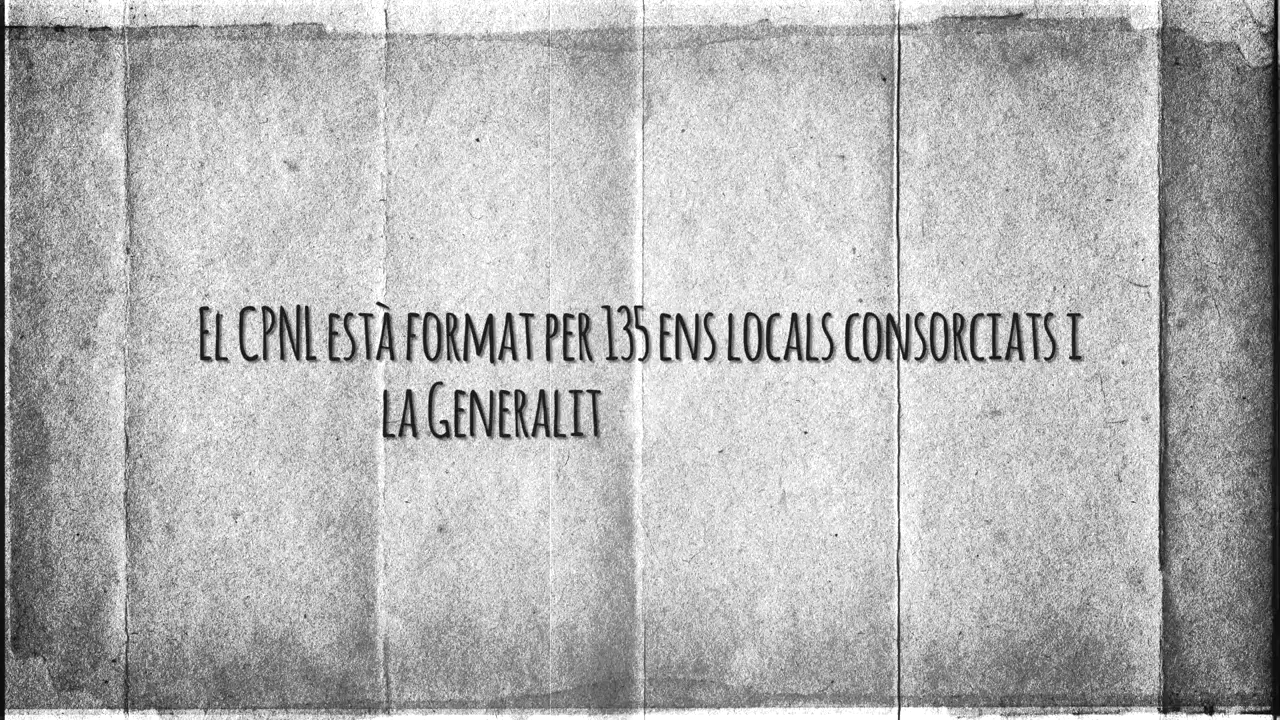 El CPNL està format per 135 ens locals consorciats i
la Generalit